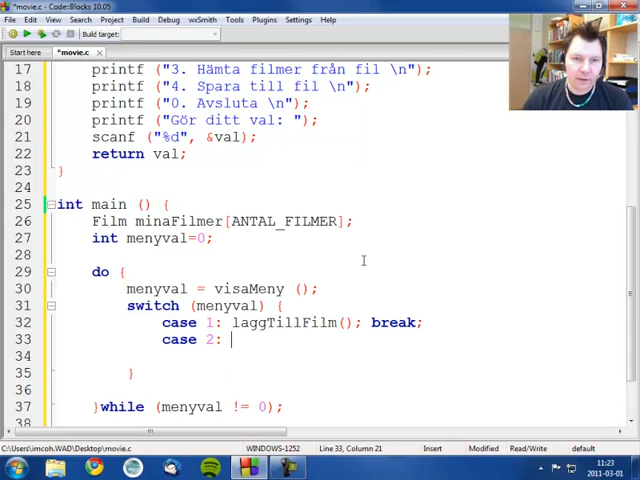 *movie.c - Code::Blocks 10.05
File Edit View Search Project Build Debug wxSmith Tools Plugins Settings Help
Build target:
Start here *movie.c
17 printf ("3. Hämta filmer från fil \n");
18 printf ("4. Spara till fil \n");
19 printf ("0. Avsluta \n");
20 printf ("Gör ditt val: ");
21 scanf ("%d", &val);
22 return val;
23 }
24
25 int main () {
26 Film minaFilmer[ANTAL_FILMER];
27 int menyval=0;
28
29 do {
30 menyval = visaMeny ();
31 switch (menyval) {
32 case 1: laggTillFilm(); break;
33 case 2:
34
35 }
36
37 }while (menyval != 0);
38
C:\Users\imcoh.WAD\Desktop\movie.c WINDOWS-1252 Line 33, Column 21 Insert Modified Read/Write default
11:23
2011-03-01